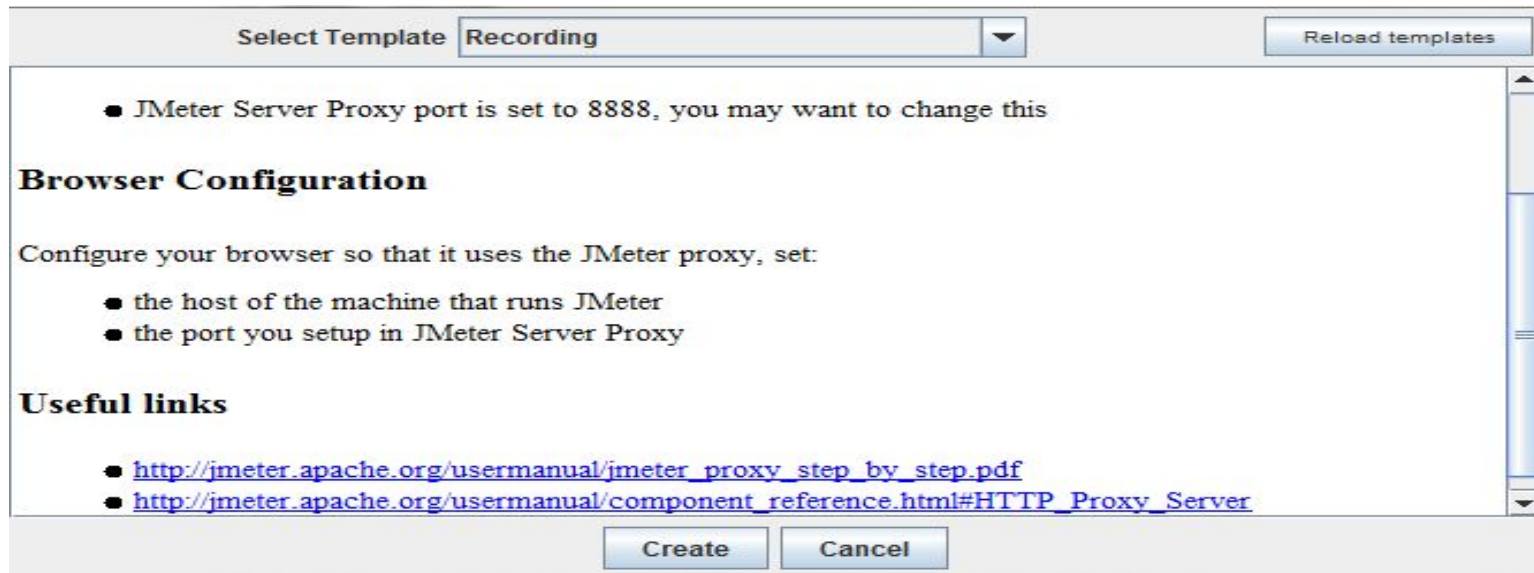 Select Template Recording Reload templates
JMeter Server Proxy port is set to 8888, you may want to change this
Browser Configuration
Configure your browser so that it uses the JMeter proxy, set:
the host of the machine that runs JMeter
the port you setup in JMeter Server Proxy
Useful links
http://jmeter.apache.org/usermanual/jmeter_proxy_step_by_step.pdf
http://jmeter.apache.org/usermanual/component_reference.html#HTTP_Proxy_Server
Create Cancel